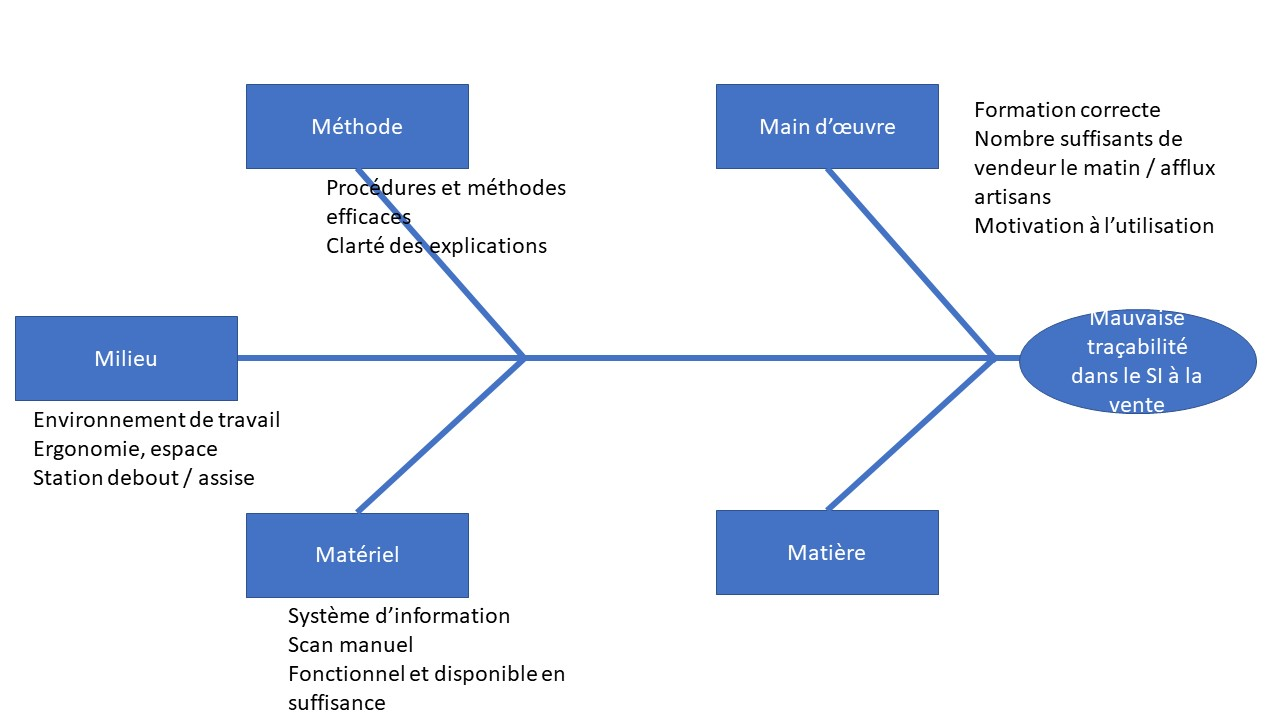 Méthode
Procédures et méthodes
efficaces
Clarté des explications
Main d’œuvre
Formation correcte
Nombre suffisants de
vendeur le matin / afflux
artisans
Motivation à l’utilisation
Milieu
Environnement de travail
Ergonomie, espace
Station debout / assise
Mauvaise
traçabilité
dans le SI à la
vente
Matériel
Système d’information
Scan manuel
Fonctionnel et disponible en
suffisance
Matière